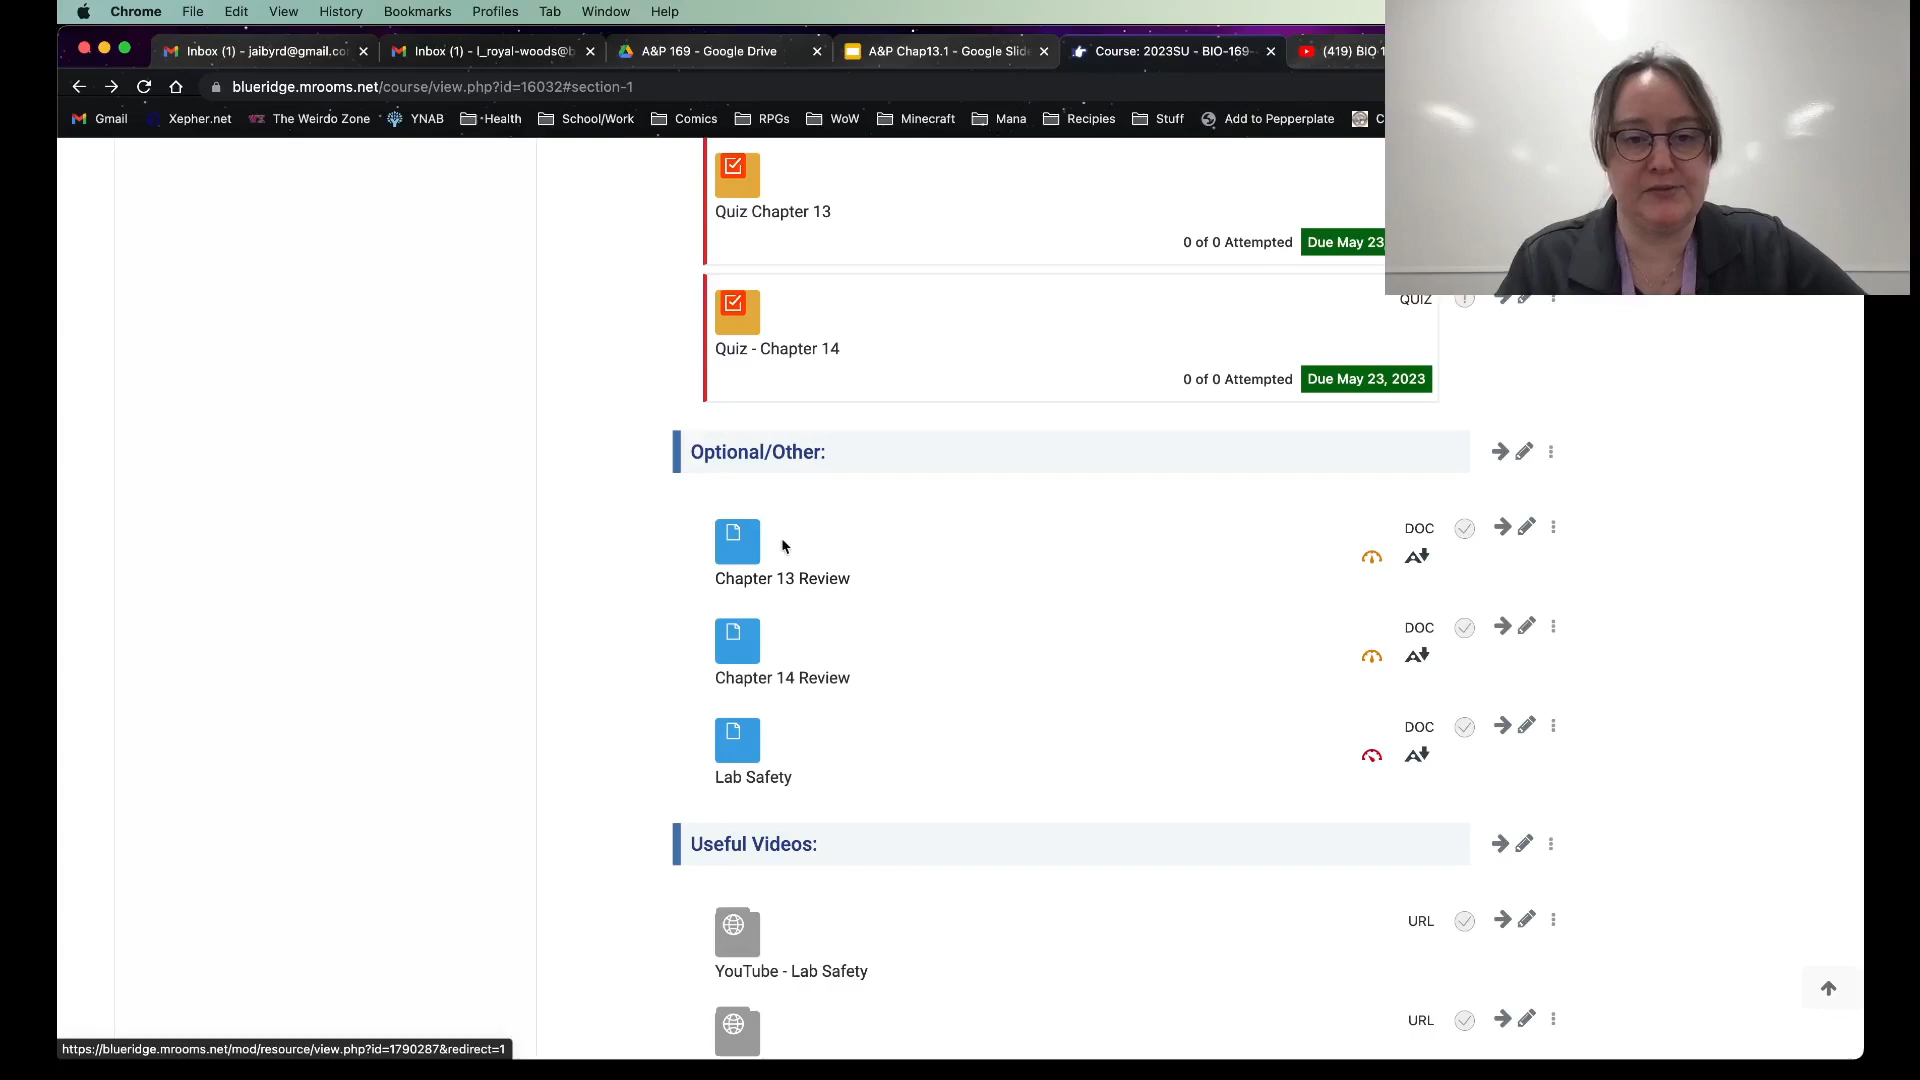 Chrome File Edit View History Bookmarks Profiles Tab Window Help
Inbox (1) - jaibyrd@gmail.co Inbox (1) - l_royal-woods@b A&P 169 - Google Drive A&P Chap13.1 - Google Slide Course: 2023SU - BIO-169- (419) BIO 1
blueridge.mrooms.net/course/view.php?id=16032#section-1
Gmail Xepher.net The Weirdo Zone YNAB Health School/Work Comics RPGs WoW Minecraft Mana Recipies Stuff Add to Pepperplate C
Quiz Chapter 13
0 of 0 Attempted Due May 23
QUIZ
Quiz - Chapter 14
0 of 0 Attempted Due May 23, 2023
Optional/Other:
DOC
Chapter 13 Review
DOC
Chapter 14 Review
DOC
Lab Safety
Useful Videos:
URL
YouTube - Lab Safety
URL
https://blueridge.mrooms.net/mod/resource/view.php?id=1790287&redirect=1